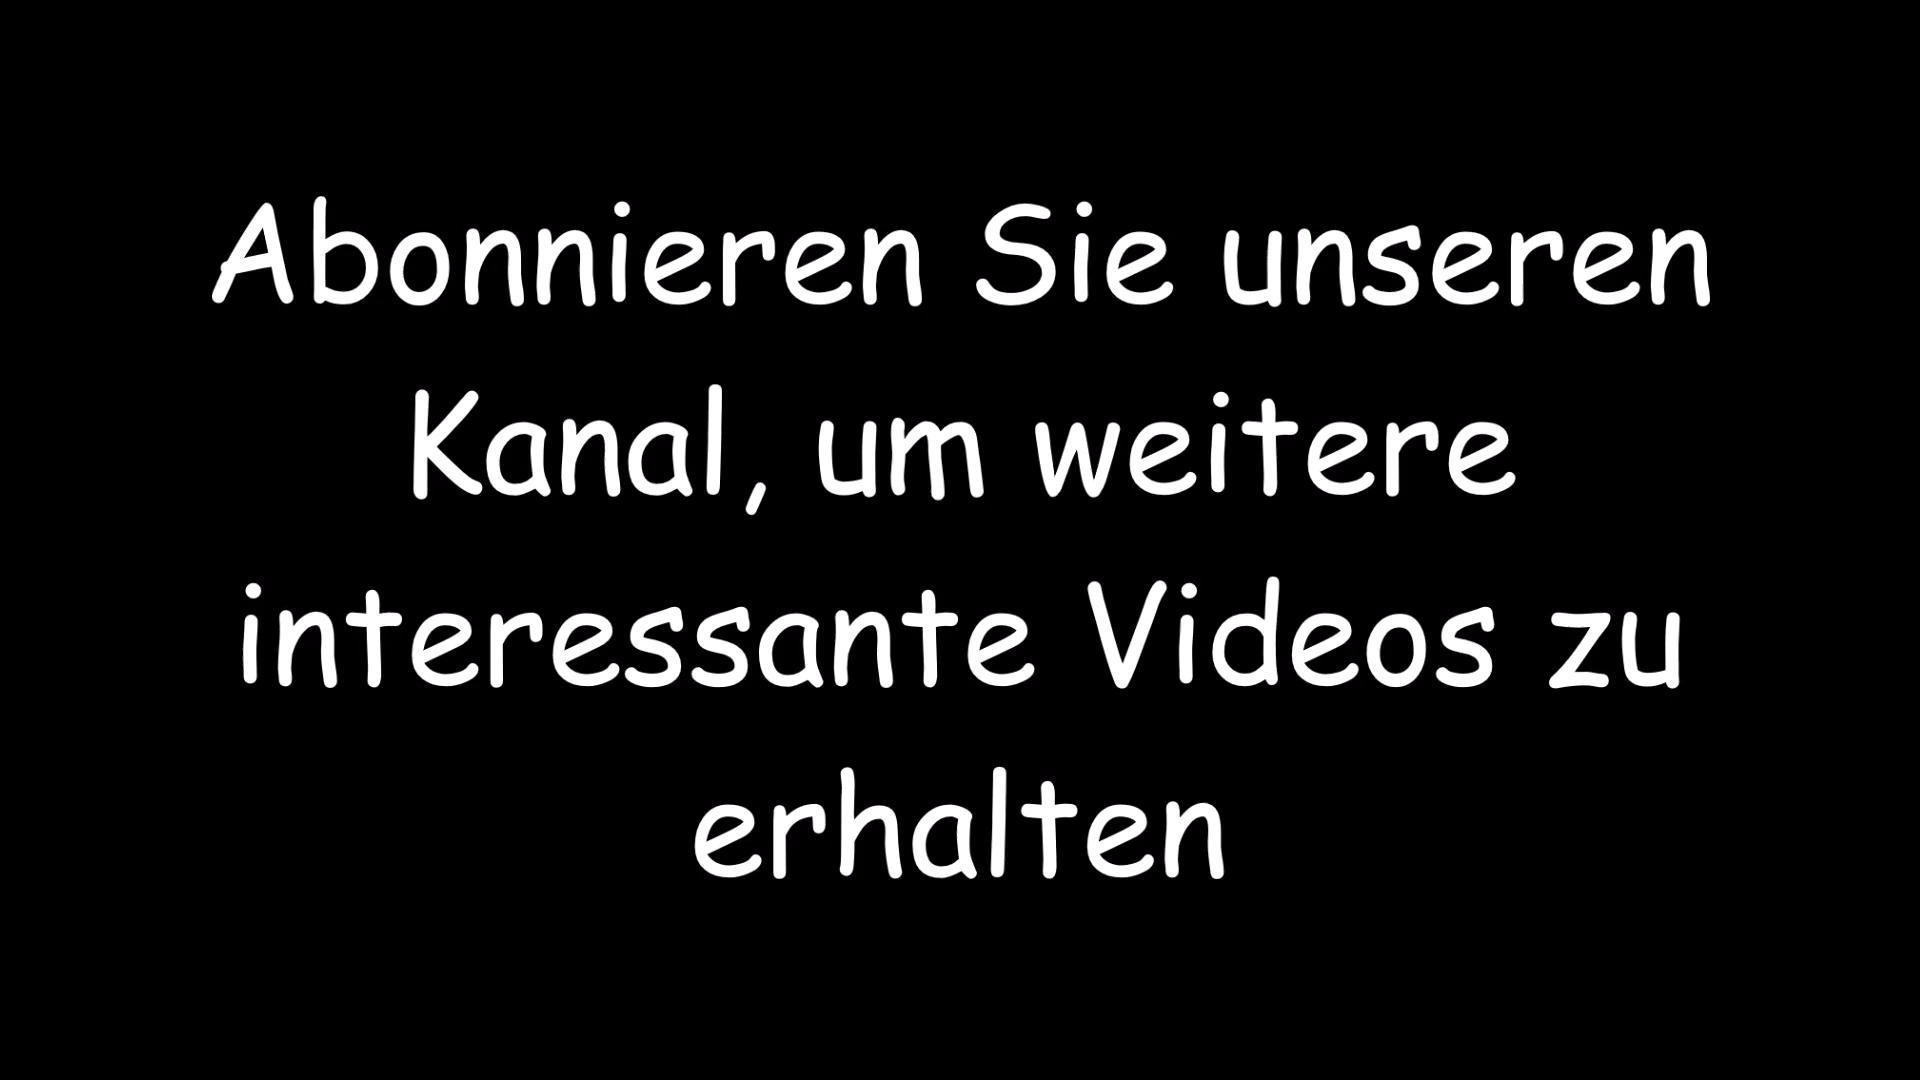 Abonnieren Sie unseren
Kanal, um weitere
interessante Videos zu
erhalten